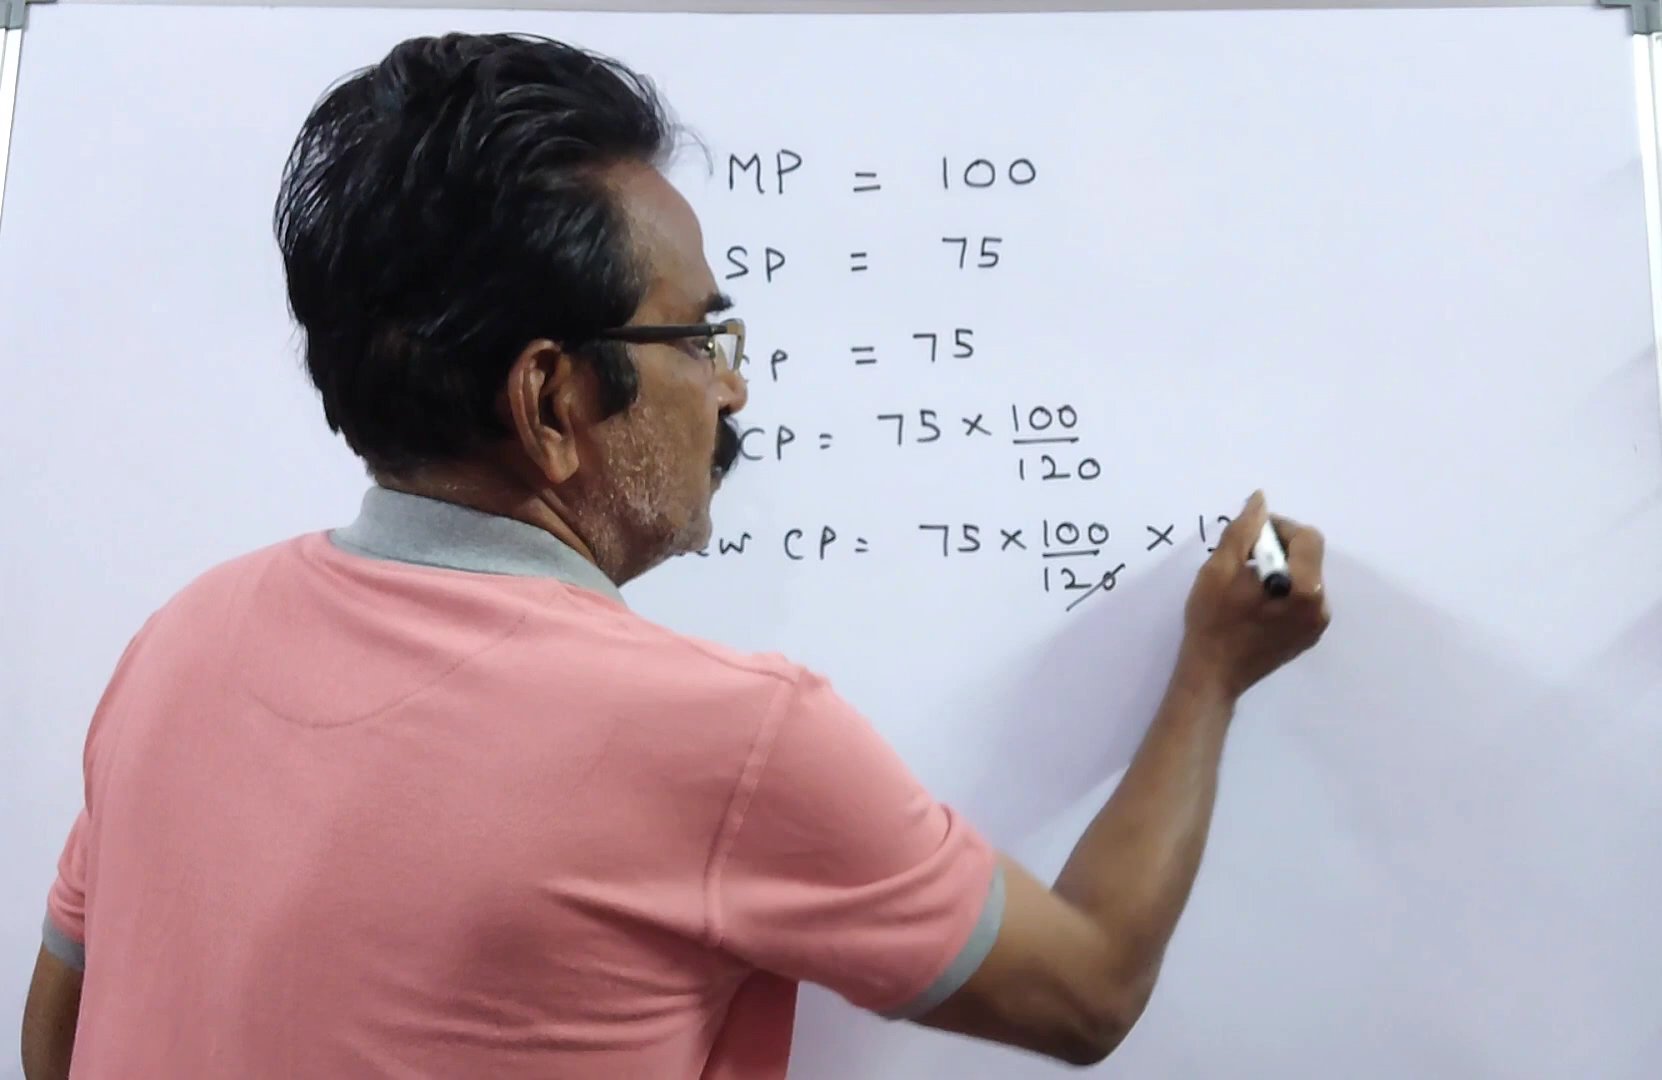 MP = 100
SP = 75
P = 75
CP = 75 × 100/120
CP = 75 × 100/120 ×